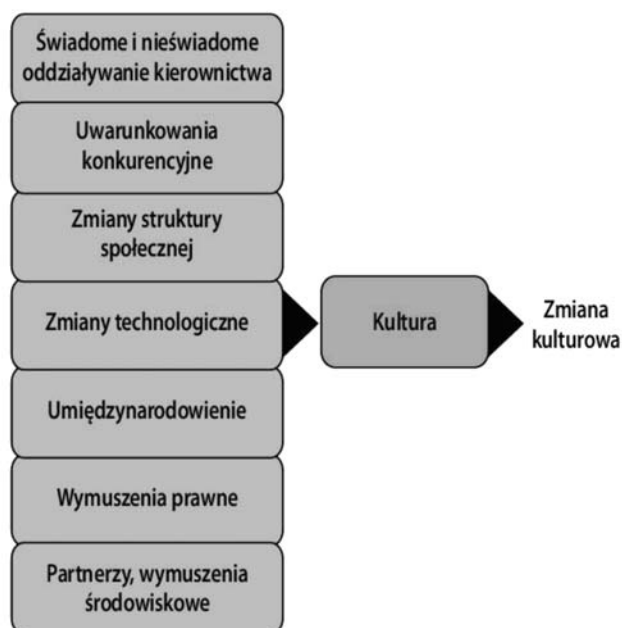 Świadome i nieświadome
oddziaływanie kierownictwa
Uwarunkowania
konkurencyjne
Zmiany struktury
społecznej
Zmiany technologiczne
Umiędzynarodowienie
Wymuszenia prawne
Partnerzy, wymuszenia
środowiskowe
Kultura
Zmiana
kulturowa